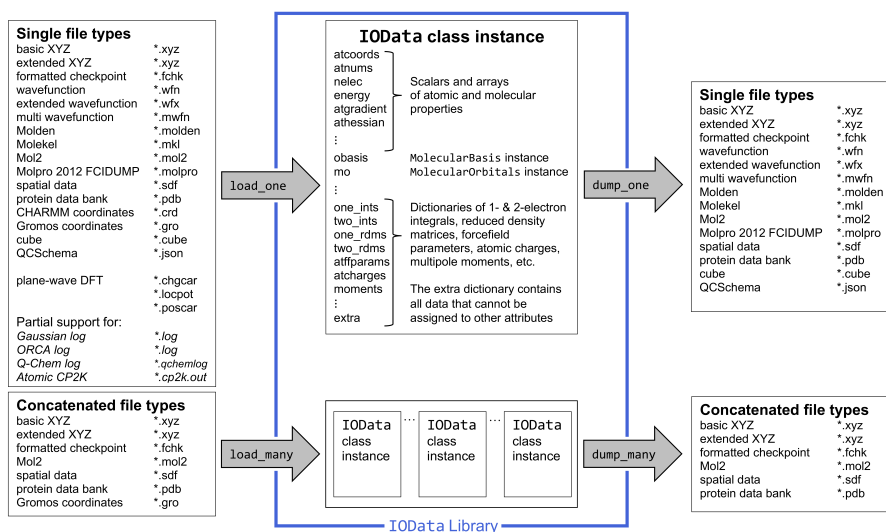 Single file types
basic XYZ *.xyz
extended XYZ *.xyz
formatted checkpoint *.fchk
wavefunction *.wfn
extended wavefunction *.wfx
multi wavefunction *.mwfn
Molden *.molden
Molekel *.mkl
Mol2 *.mol2
Molpro 2012 FCIDUMP *.molpro
spatial data *.sdf
protein data bank *.pdb
CHARMM coordinates *.crd
Gromos coordinates *.gro
cube *.cube
QCSchema *.json
plane-wave DFT *.chgcar
*.locpot
*.poscar
Partial support for:
Gaussian log *.log
ORCA log *.log
Q-Chem log *.qchemlog
Atomic CP2K *.cp2k.out
Concatenated file types
basic XYZ *.xyz
extended XYZ *.xyz
formatted checkpoint *.fchk
Mol2 *.mol2
spatial data *.sdf
protein data bank *.pdb
Gromos coordinates *.gro
load_one
load_many
IOData class instance
atcoords
atnums
nelec
energy
atgradient
athessian
⋮
Scalars and arrays
of atomic and molecular
properties
obasis MolecularBasis instance
mo MolecularOrbitals instance
⋮
one_ints
two_ints
one_rdms
two_rdms
atffparams
atcharges
moments
⋮
extra
Dictionaries of 1- & 2-electron
integrals, reduced density
matrices, forcefield
parameters, atomic charges,
multipole moments, etc.
The extra dictionary contains
all data that cannot be
assigned to other attributes
IOData
class
instance
...
IOData
class
instance
...
IOData
class
instance
IOData Library
dump_one
dump_many
Single file types
basic XYZ *.xyz
extended XYZ *.xyz
formatted checkpoint *.fchk
wavefunction *.wfn
extended wavefunction *.wfx
multi wavefunction *.mwfn
Molden *.molden
Molekel *.mkl
Mol2 *.mol2
Molpro 2012 FCIDUMP *.molpro
spatial data *.sdf
protein data bank *.pdb
cube *.cube
QCSchema *.json
Concatenated file types
basic XYZ *.xyz
extended XYZ *.xyz
formatted checkpoint *.fchk
Mol2 *.mol2
spatial data *.sdf
protein data bank *.pdb